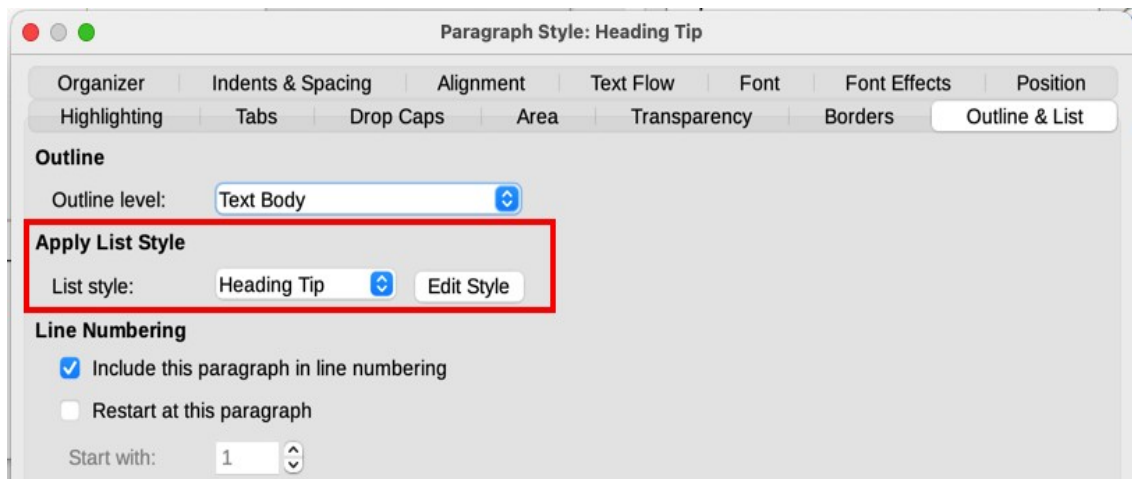 Paragraph Style: Heading Tip
Organizer Indents & Spacing Alignment Text Flow Font Font Effects Position
Highlighting Tabs Drop Caps Area Transparency Borders Outline & List
Outline
Outline level: Text Body
Apply List Style
List style: Heading Tip Edit Style
Line Numbering
Include this paragraph in line numbering
Restart at this paragraph
Start with: 1